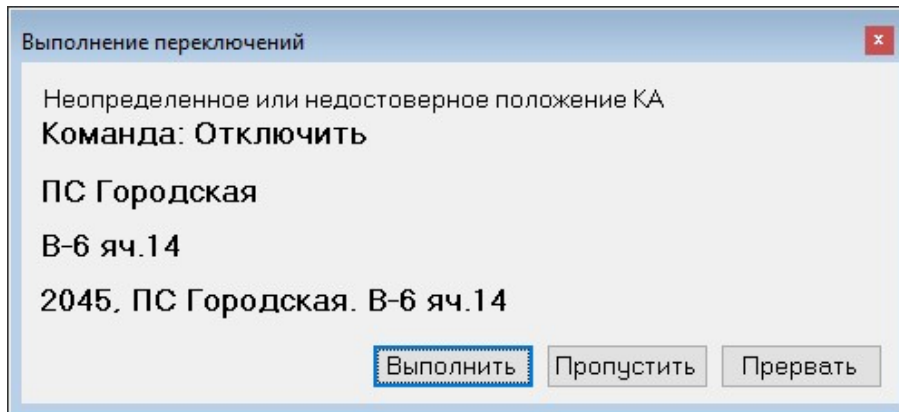 Выполнение переключений
x
Неопределенное или недостоверное положение КА
Команда: Отключить
ПС Городская
В-6 яч.14
2045, ПС Городская. В-6 яч.14
Выполнить Пропустить Прервать